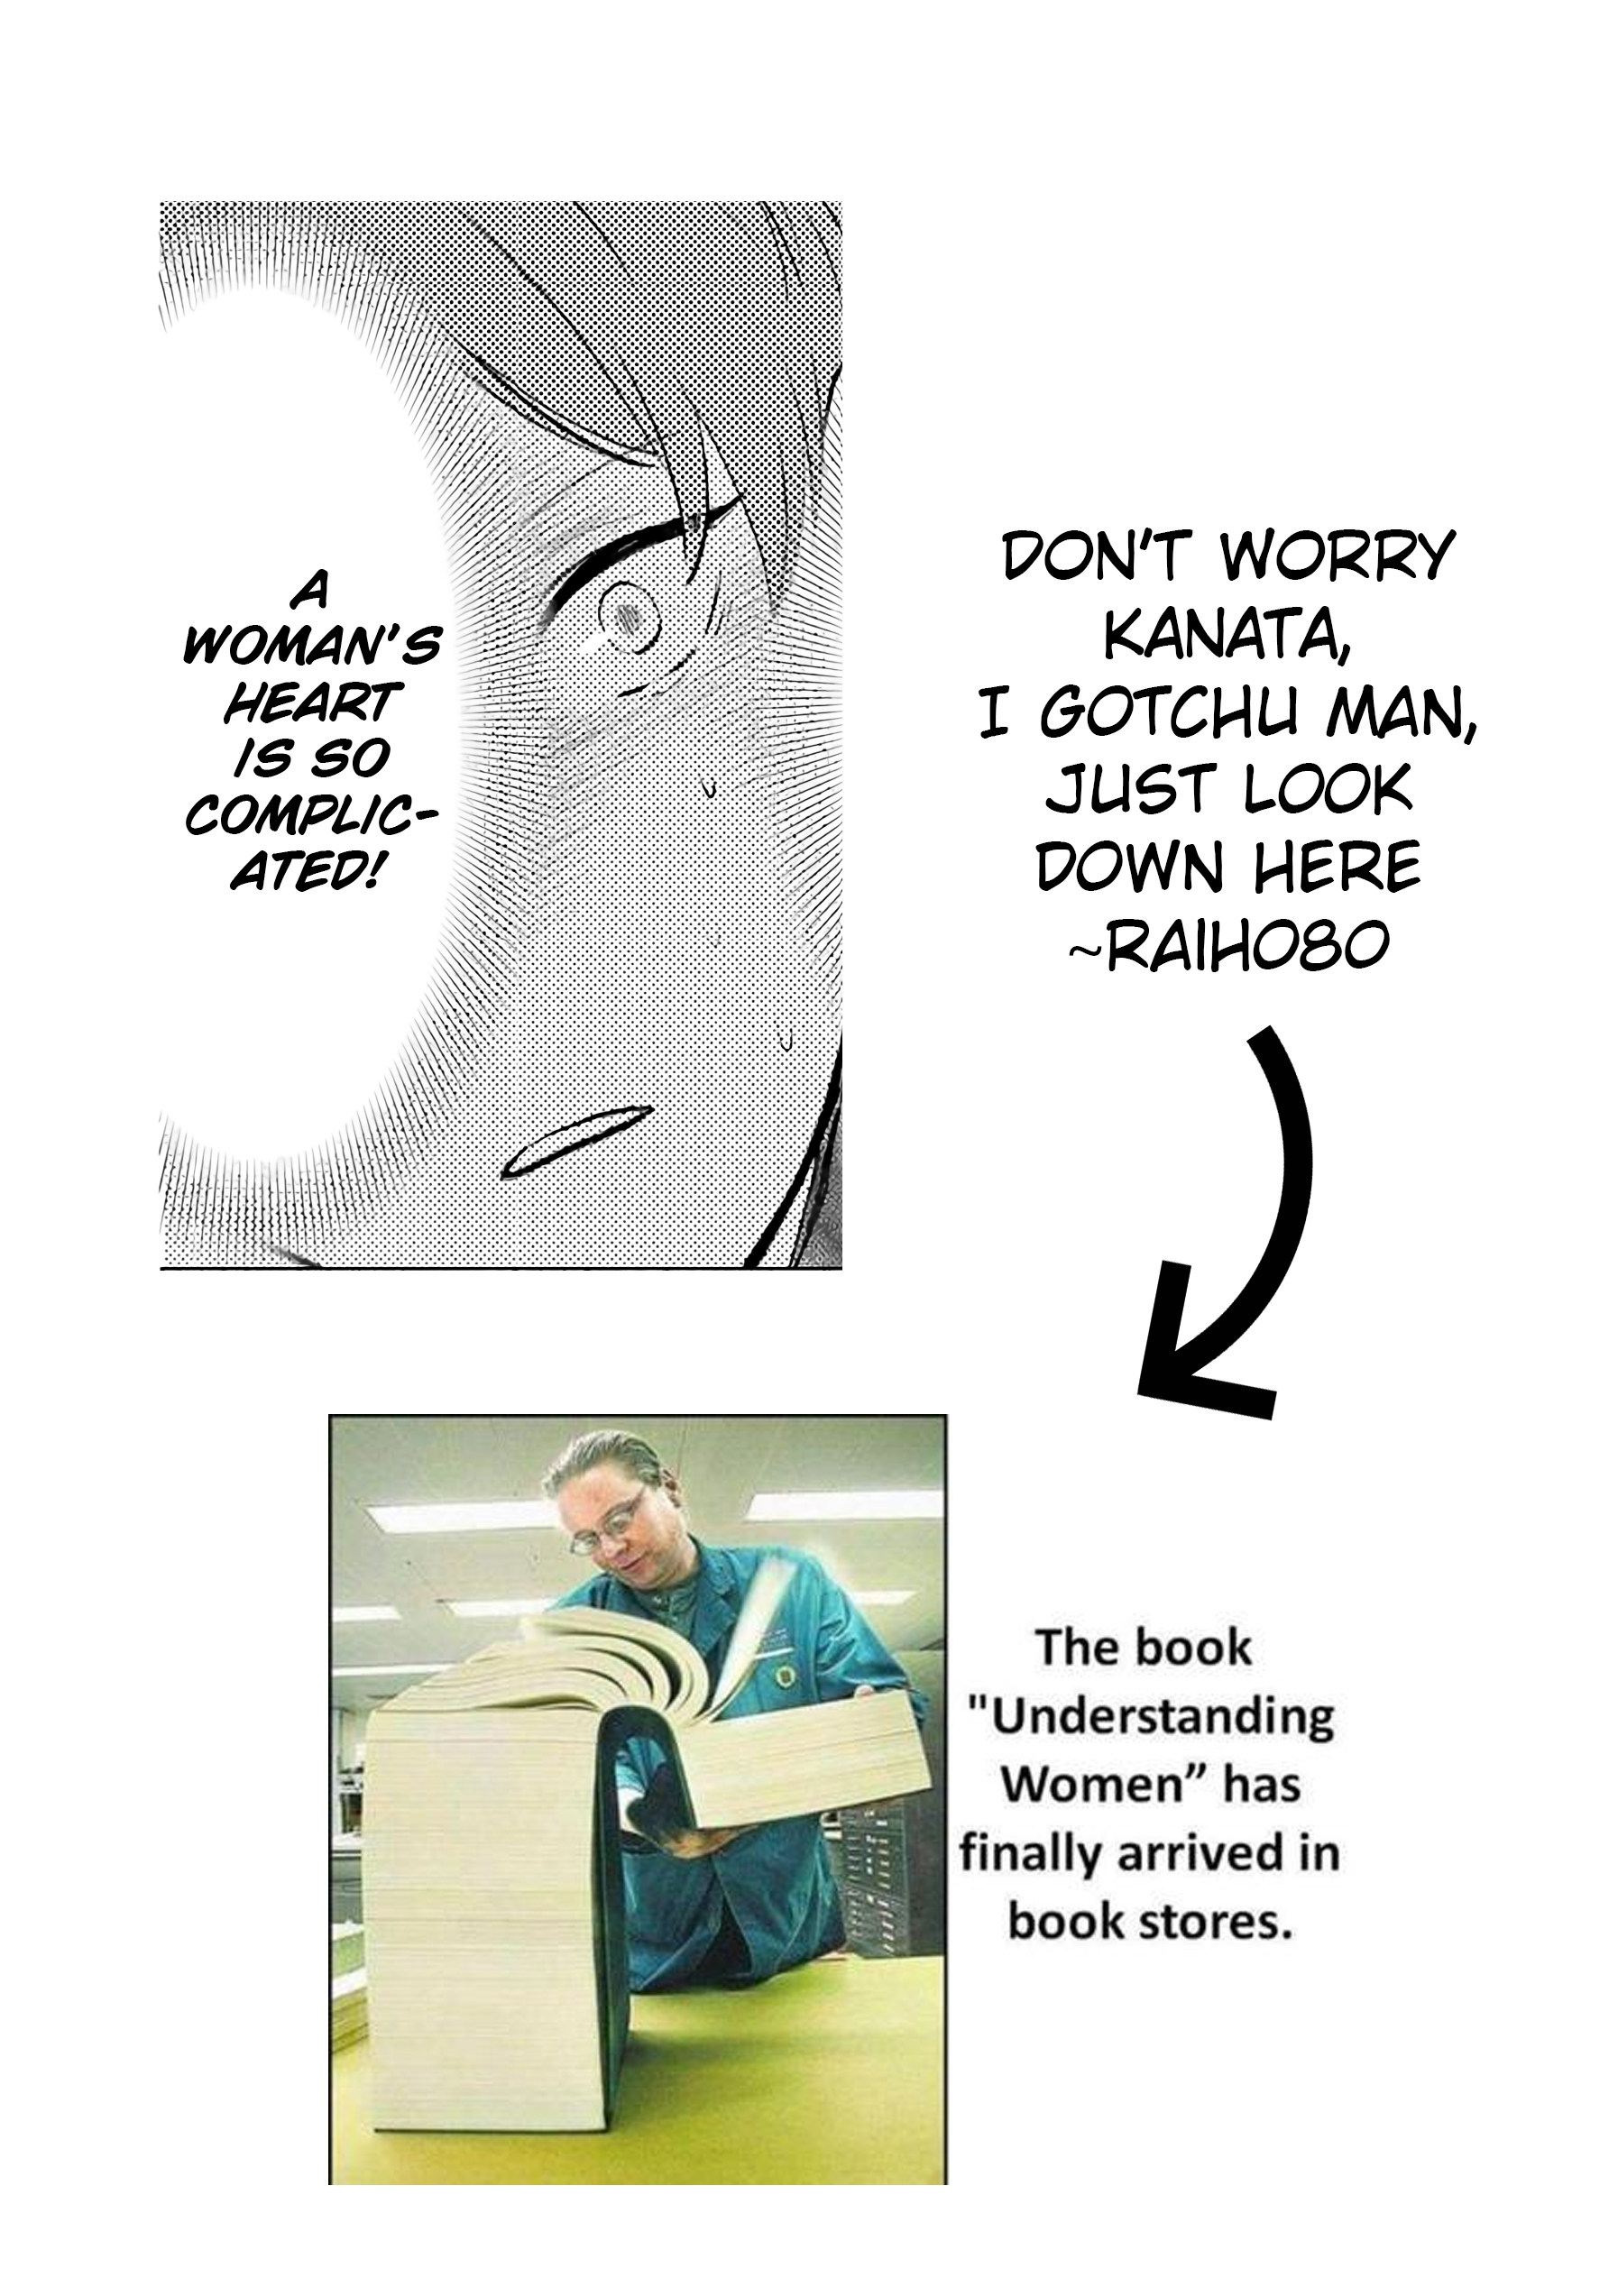 A
WOMAN'S
HEART
IS SO
COMPLIC-
ATED!
DON'T WORRY
KANATA,
I GOTCHU MAN,
JUST LOOK
DOWN HERE
~RAIHO80
The book
"Understanding
Women” has
finally arrived in
book stores.